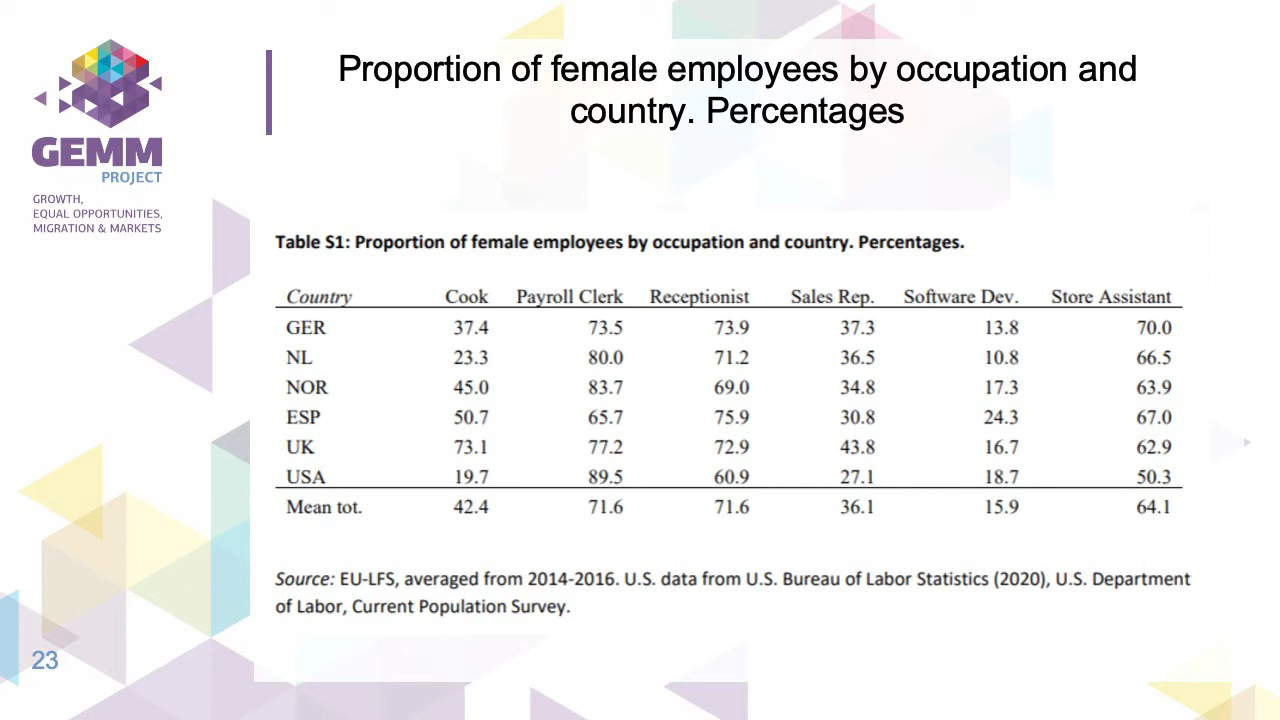 GEMM
PROJECT
GROWTH,
EQUAL OPPORTUNITIES,
MIGRATION & MARKETS
Proportion of female employees by occupation and
country. Percentages
Table S1: Proportion of female employees by occupation and country. Percentages.
Country Cook Payroll Clerk Receptionist Sales Rep. Software Dev. Store Assistant
GER 37.4 73.5 73.9 37.3 13.8 70.0
NL 23.3 80.0 71.2 36.5 10.8 66.5
NOR 45.0 83.7 69.0 34.8 17.3 63.9
ESP 50.7 65.7 75.9 30.8 24.3 67.0
UK 73.1 77.2 72.9 43.8 16.7 62.9
USA 19.7 89.5 60.9 27.1 18.7 50.3
Mean tot. 42.4 71.6 71.6 36.1 15.9 64.1
Source: EU-LFS, averaged from 2014-2016. U.S. data from U.S. Bureau of Labor Statistics (2020), U.S. Department
of Labor, Current Population Survey.
23